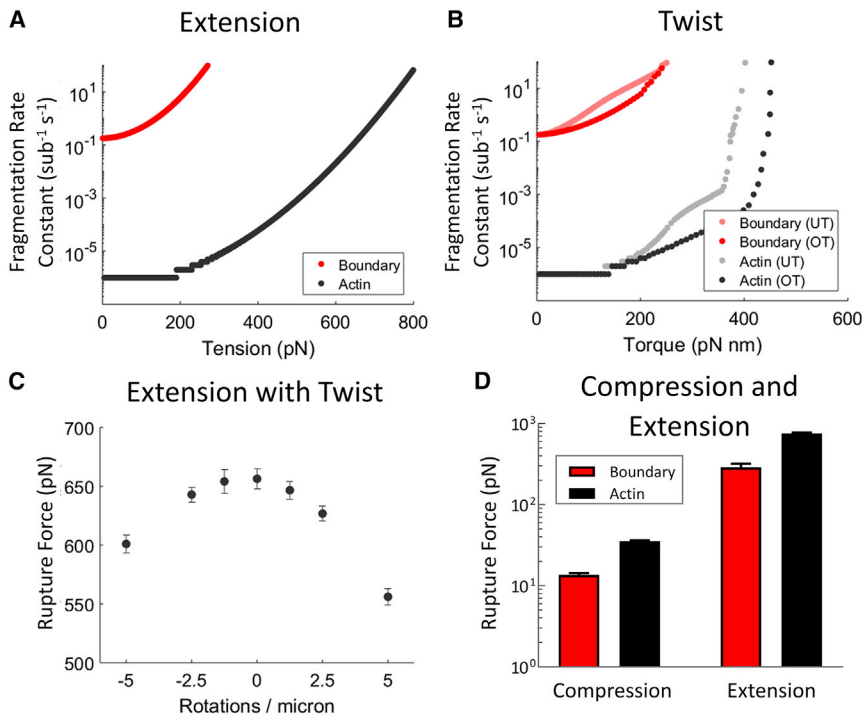 A
Extension
Fragmentation Rate
Constant (sub⁻¹ s⁻¹)
10¹
10⁻¹
10⁻³
10⁻⁵
0
200
400
600
800
Tension (pN)
Boundary
Actin
B
Twist
Fragmentation Rate
Constant (sub⁻¹ s⁻¹)
10¹
10⁻¹
10⁻³
10⁻⁵
0
200
400
600
Torque (pN nm)
Boundary (UT)
Boundary (OT)
Actin (UT)
Actin (OT)
C
Extension with Twist
Rupture Force (pN)
700
650
600
550
500
-5
-2.5
0
2.5
5
Rotations / micron
D
Compression and
Extension
Rupture Force (pN)
10³
10²
10¹
10⁰
Boundary
Actin
Compression
Extension